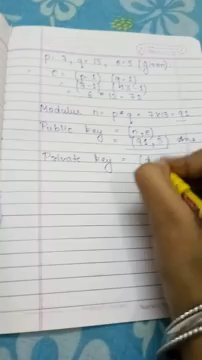 p = 7, q = 13, e = 5 (given)
= (p-1) (q-1)
(7-1) (13-1)
= 6 * 12 = 72
Modulus n = p * q = 7 x 13 = 91
Public key = (n, e)
= (91, 5) Ans
Private key = (d